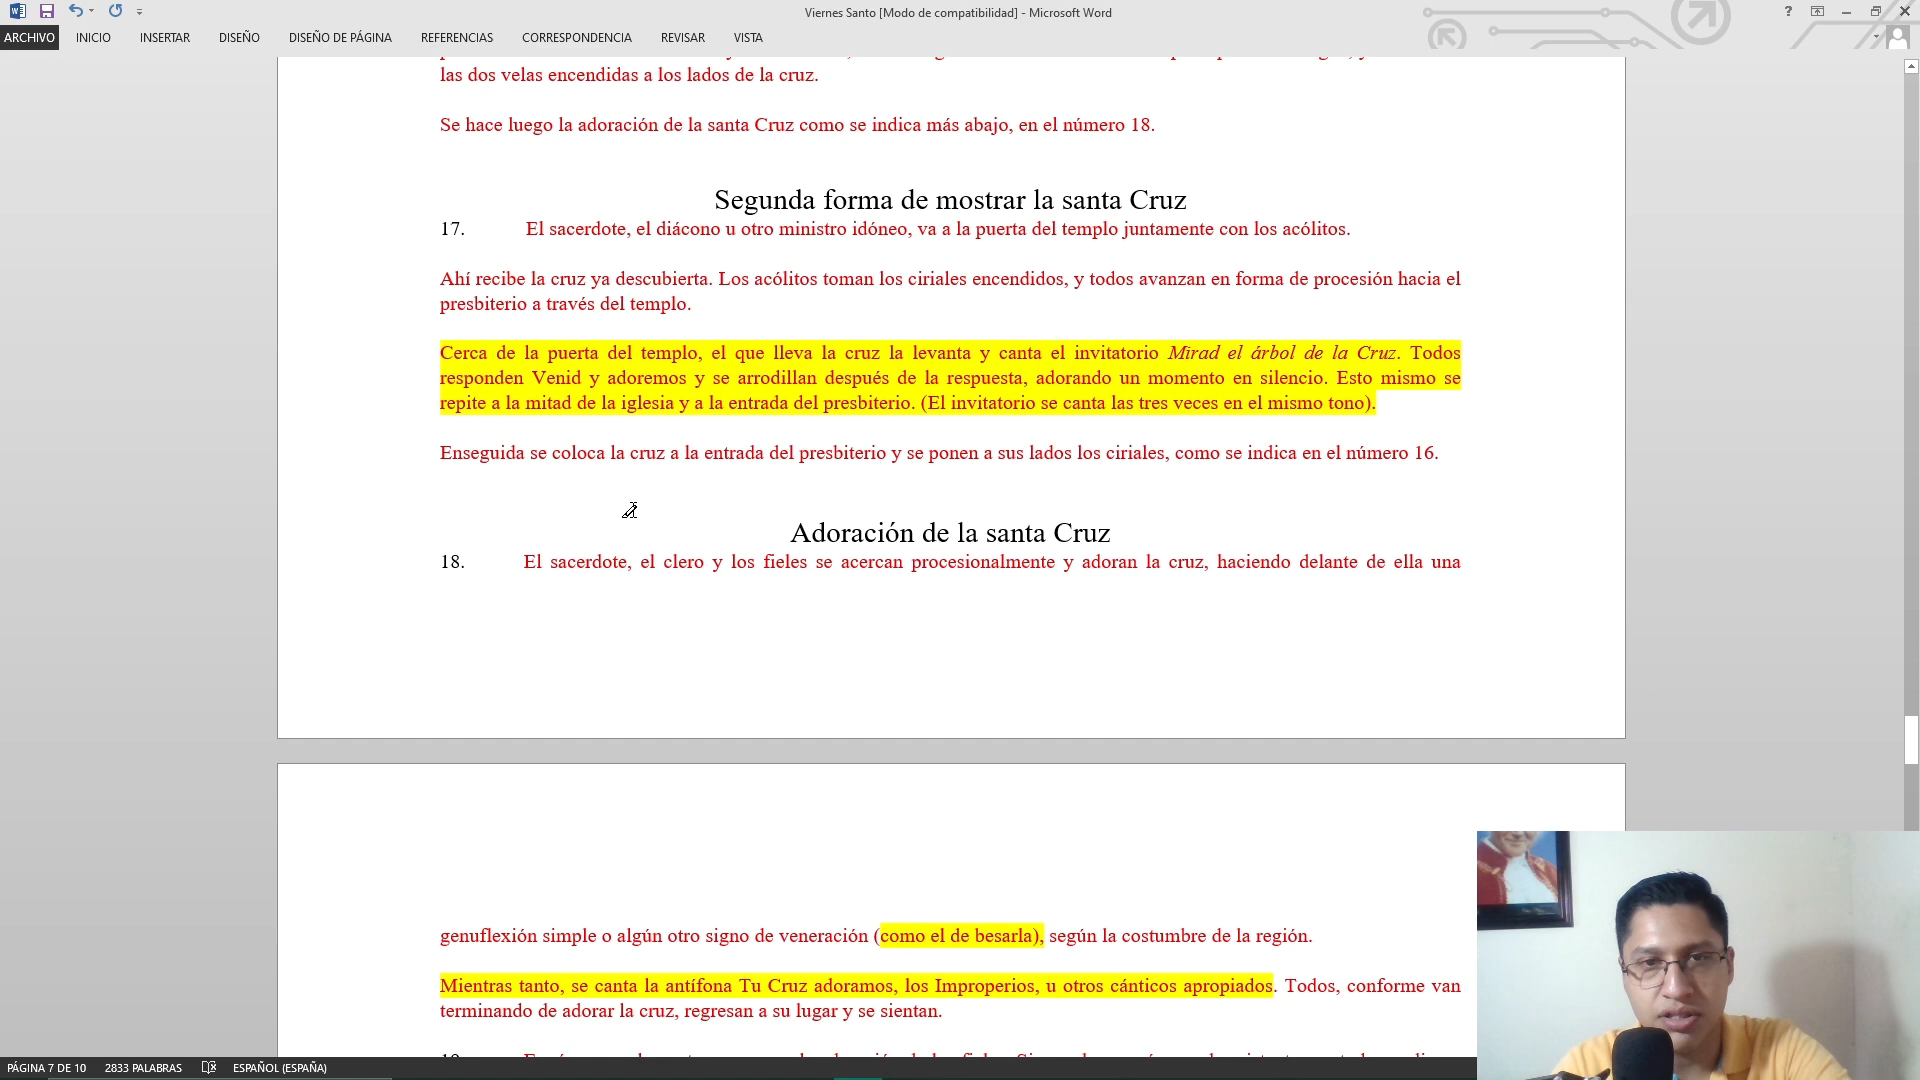 Viernes Santo [Modo de compatibilidad] - Microsoft Word
ARCHIVO INICIO INSERTAR DISEÑO DISEÑO DE PÁGINA REFERENCIAS CORRESPONDENCIA REVISAR VISTA
las dos velas encendidas a los lados de la cruz.
Se hace luego la adoración de la santa Cruz como se indica más abajo, en el número 18.
Segunda forma de mostrar la santa Cruz
17. El sacerdote, el diácono u otro ministro idóneo, va a la puerta del templo juntamente con los acólitos.
Ahí recibe la cruz ya descubierta. Los acólitos toman los ciriales encendidos, y todos avanzan en forma de procesión hacia el
presbiterio a través del templo.
Cerca de la puerta del templo, el que lleva la cruz la levanta y canta el invitatorio Mirad el árbol de la Cruz. Todos
responden Venid y adoremos y se arrodillan después de la respuesta, adorando un momento en silencio. Esto mismo se
repite a la mitad de la iglesia y a la entrada del presbiterio. (El invitatorio se canta las tres veces en el mismo tono).
Enseguida se coloca la cruz a la entrada del presbiterio y se ponen a sus lados los ciriales, como se indica en el número 16.
Adoración de la santa Cruz
18. El sacerdote, el clero y los fieles se acercan procesionalmente y adoran la cruz, haciendo delante de ella una
genuflexión simple o algún otro signo de veneración (como el de besarla), según la costumbre de la región.
Mientras tanto, se canta la antífona Tu Cruz adoramos, los Improperios, u otros cánticos apropiados. Todos, conforme van
terminando de adorar la cruz, regresan a su lugar y se sientan.
PÁGINA 7 DE 10 2833 PALABRAS ESPAÑOL (ESPAÑA)